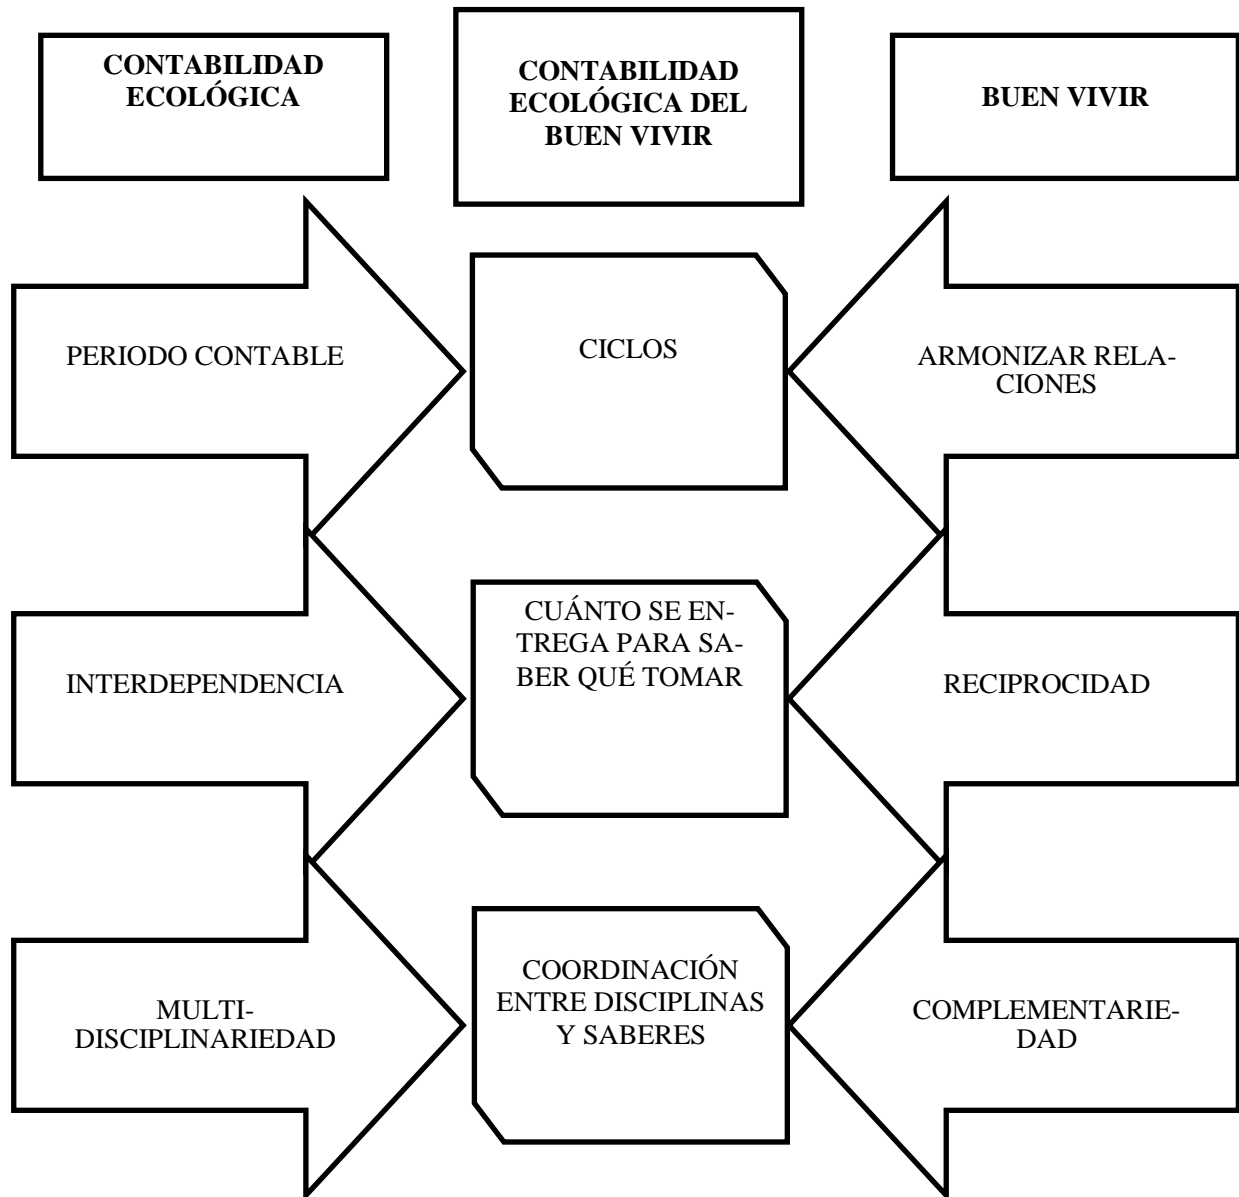 CONTABILIDAD
ECOLÓGICA
CONTABILIDAD
ECOLÓGICA DEL
BUEN VIVIR
BUEN VIVIR
PERIODO CONTABLE
CICLOS
ARMONIZAR RELA-
CIONES
INTERDEPENDENCIA
CUÁNTO SE EN-
TREGA PARA SA-
BER QUÉ TOMAR
RECIPROCIDAD
MULTI-
DISCIPLINARIEDAD
COORDINACIÓN
ENTRE DISCIPLINAS
Y SABERES
COMPLEMENTARIE-
DAD